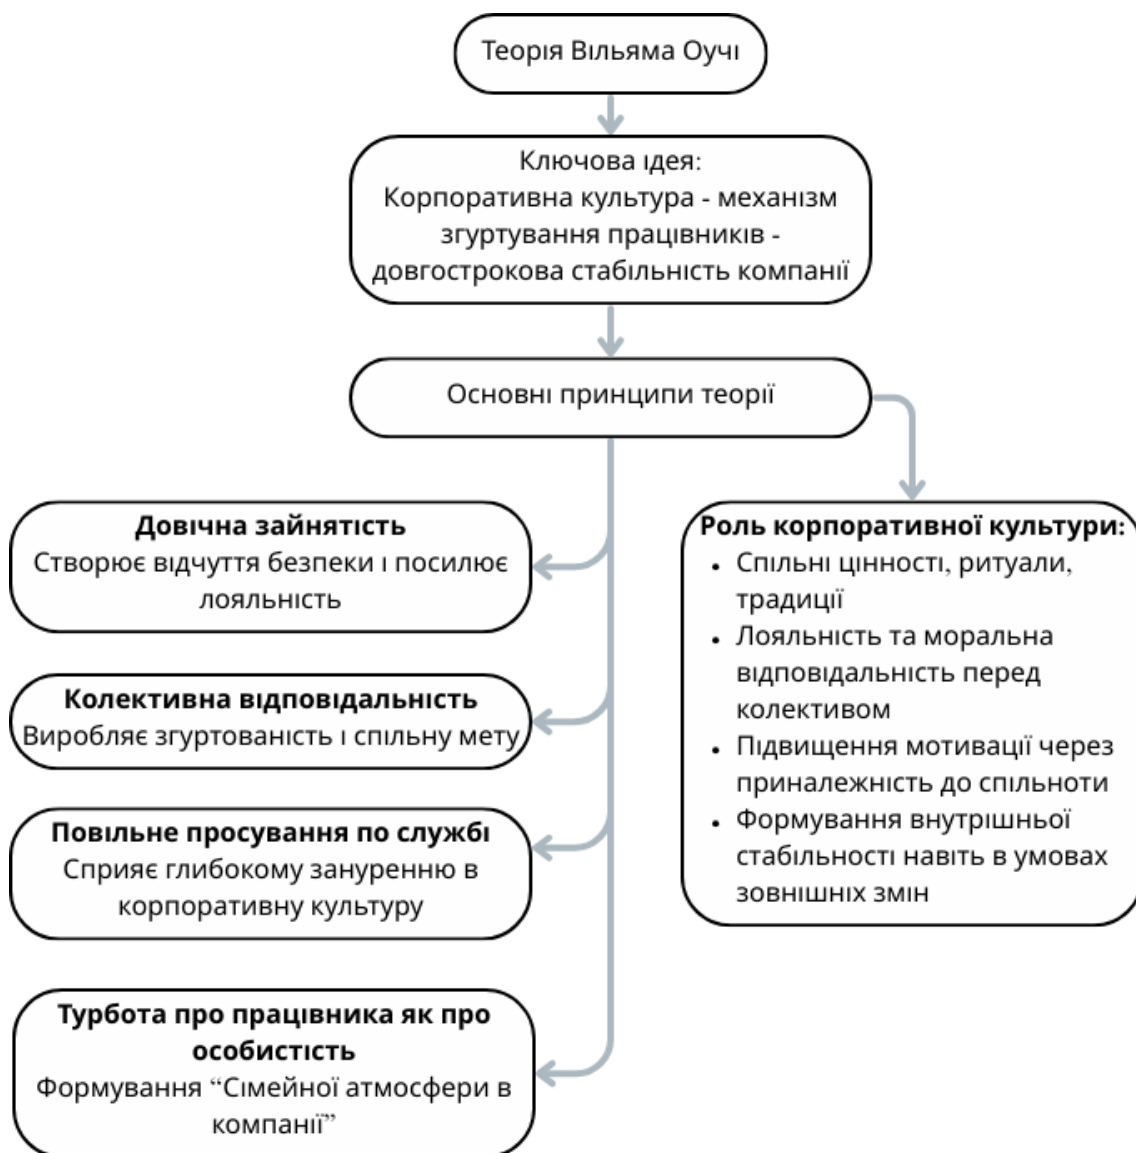 Теорія Вільяма Оучі
Ключова ідея:
Корпоративна культура - механізм
згуртування працівників -
довгострокова стабільність компанії
Основні принципи теорії
Довічна зайнятість
Створює відчуття безпеки і посилює
лояльність
Колективна відповідальність
Виробляє згуртованість і спільну мету
Повільне просування по службі
Сприяє глибокому зануренню в
корпоративну культуру
Турбота про працівника як про
особистість
Формування “Сімейної атмосфери в
компанії”
Роль корпоративної культури:
• Спільні цінності, ритуали,
традиції
• Лояльність та моральна
відповідальність перед
колективом
• Підвищення мотивації через
приналежність до спільноти
• Формування внутрішньої
стабільності навіть в умовах
зовнішніх змін